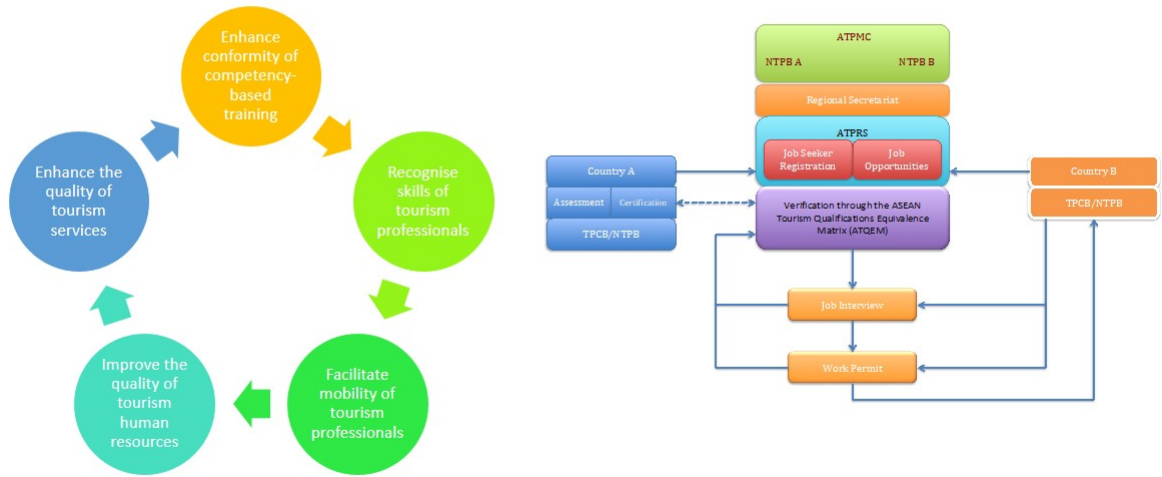 Enhance
conformity of
competency-
based
training
Recognise
skills of
tourism
professionals
Facilitate
mobility of
tourism
professionals
Improve the
quality of
tourism
human
resources
Enhance the
quality of
tourism
services
ATPMC
NTPB A
NTPB B
Regional Secretariat
ATPRS
Job Seeker
Registration
Job
Opportunities
Country A
Assessment
Certification
TPCB/NTPB
Verification through the ASEAN
Tourism Qualifications Equivalence
Matrix (ATQEM)
Country B
TPCB/NTPB
Job Interview
Work Permit